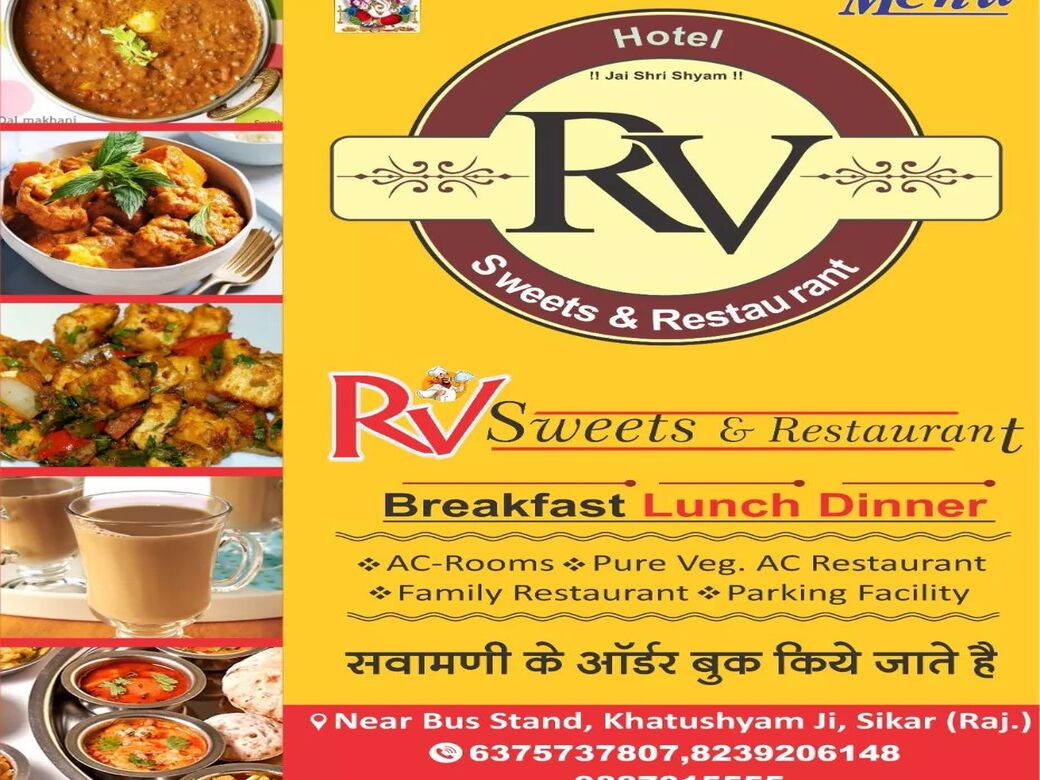 Menu
Hotel
!! Jai Shri Shyam !!
RV
Sweets & Restaurant
Dal makhani
RV Sweets & Restaurant
Breakfast Lunch Dinner
❖ AC-Rooms ❖ Pure Veg. AC Restaurant
❖ Family Restaurant ❖ Parking Facility
सवामणी के ऑर्डर बुक किये जाते है
Near Bus Stand, Khatushyam Ji, Sikar (Raj.)
6375737807,8239206148